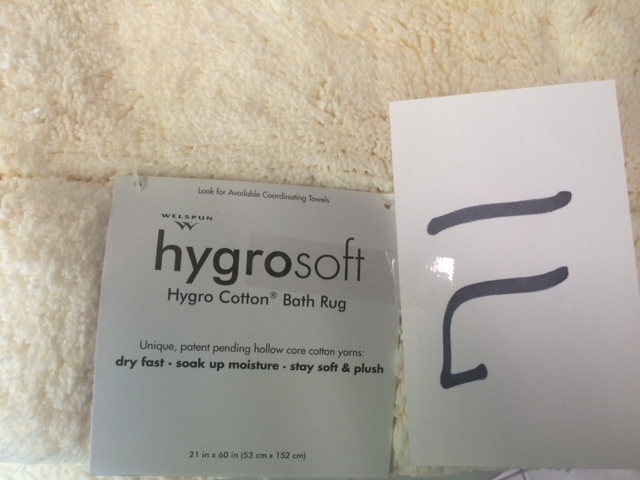 Look for Available Coordinating Towels
WELSPUN
hygrosoft
Hygro Cotton® Bath Rug
Unique, patent pending hollow core cotton yarns:
dry fast · soak up moisture · stay soft & plush
21 in x 60 in (53 cm x 152 cm)